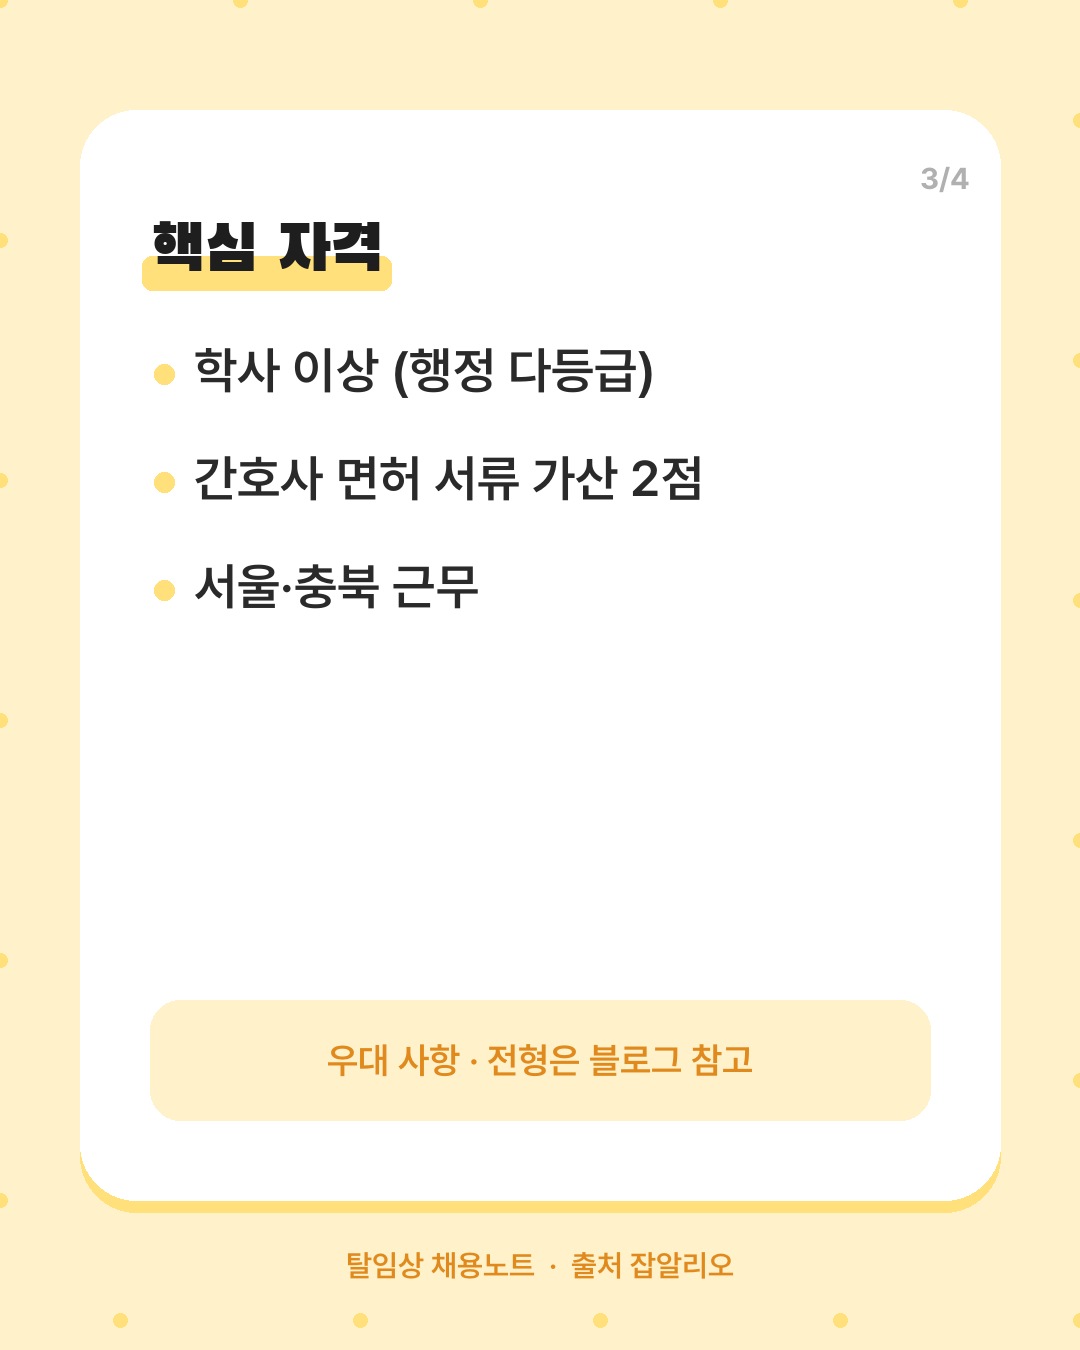 3/4
핵심 자격
학사 이상 (행정 다등급)
간호사 면허 서류 가산 2점
서울·충북 근무
우대 사항 · 전형은 블로그 참고
탈임상 채용노트 · 출처 잡알리오